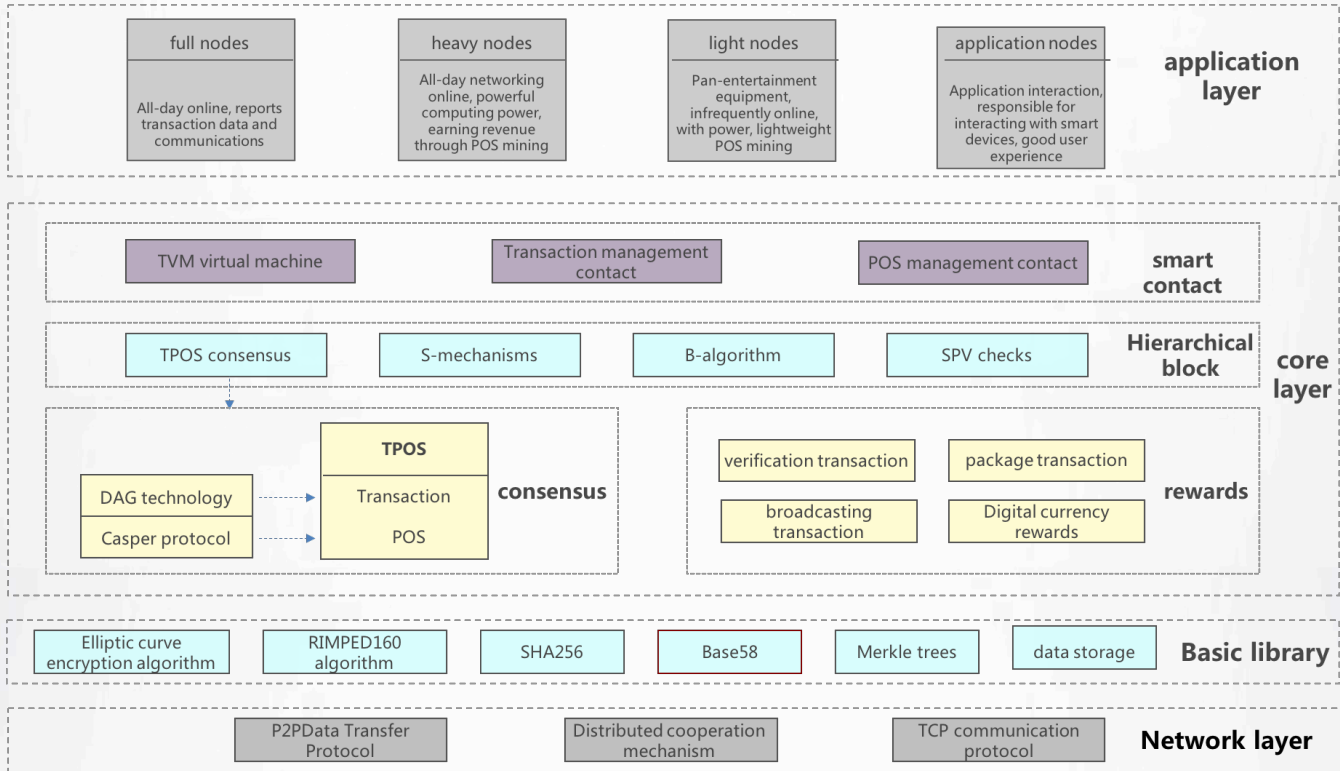 full nodes
All-day online, reports
transaction data and
communications
heavy nodes
All-day networking
online, powerful
computing power,
earning revenue
through POS mining
light nodes
Pan-entertainment
equipment,
infrequently online,
with power, lightweight
POS mining
application nodes
Application interaction,
responsible for
interacting with smart
devices, good user
experience
application
layer
TVM virtual machine
Transaction management
contact
POS management contact
smart
contact
TPOS consensus
S-mechanisms
B-algorithm
SPV checks
Hierarchical
block
core
layer
DAG technology
Casper protocol
TPOS
Transaction
POS
consensus
verification transaction
package transaction
broadcasting
transaction
Digital currency
rewards
rewards
Elliptic curve
encryption algorithm
RIMPED160
algorithm
SHA256
Base58
Merkle trees
data storage
Basic library
P2PData Transfer
Protocol
Distributed cooperation
mechanism
TCP communication
protocol
Network layer